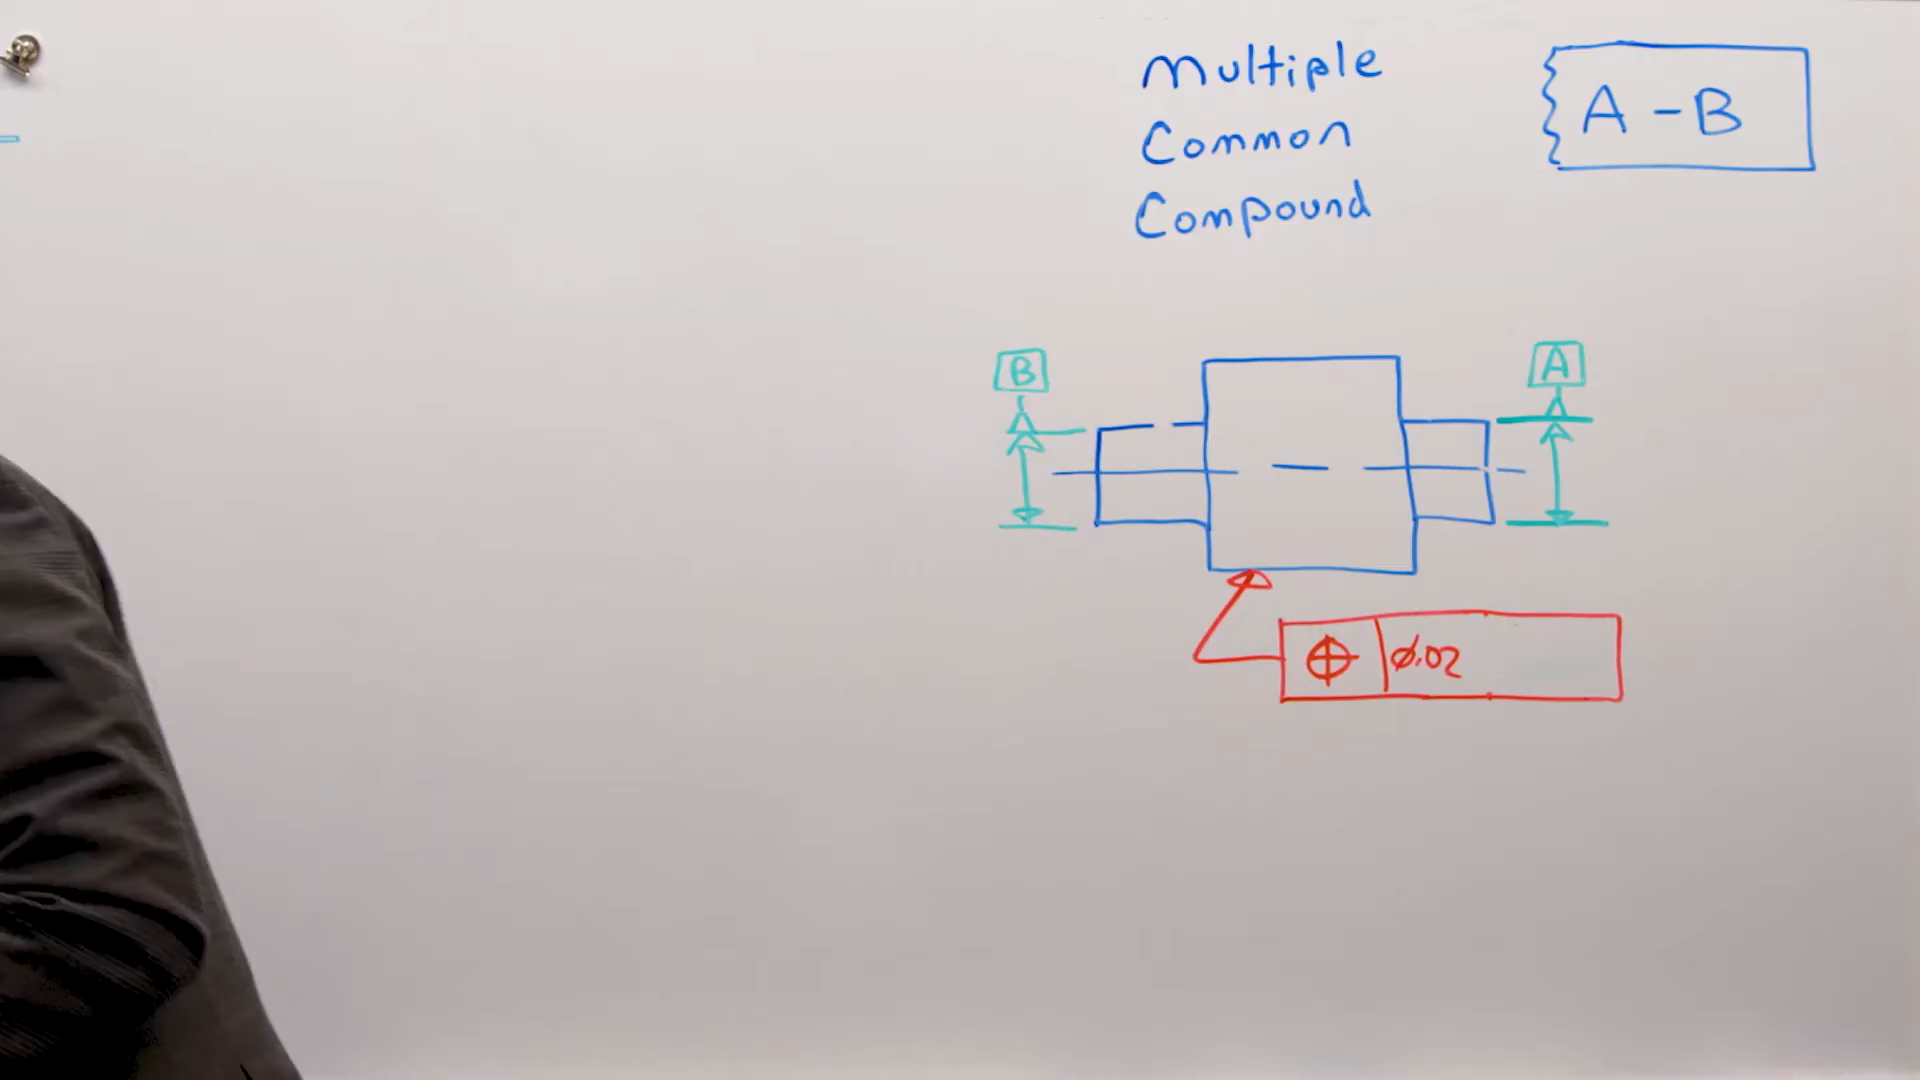 Multiple
Common
Compound
A - B
B
A
⌖ ⌀.02